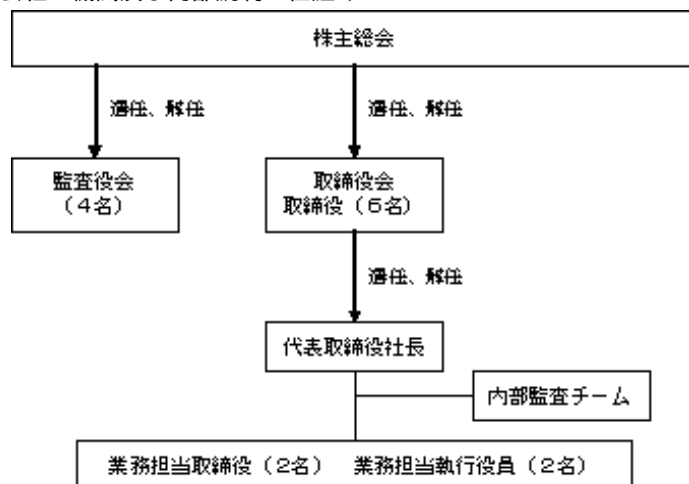 株主総会
選任、解任
選任、解任
監査役会
（4名）
取締役会
取締役（6名）
選任、解任
代表取締役社長
内部監査チーム
業務担当取締役（2名） 業務担当執行役員（2名）